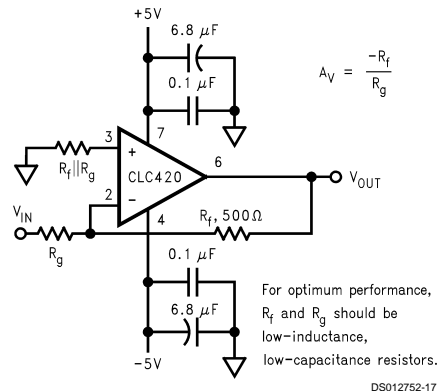 +5V
6.8 μF
0.1 μF
A_V = -R_f / R_g
3
7
+
R_f||R_g
CLC420
6
V_OUT
2
−
V_IN
4
R_f, 500Ω
R_g
0.1 μF
6.8 μF
-5V
For optimum performance,
R_f and R_g should be
low-inductance,
low-capacitance resistors.
DS012752-17